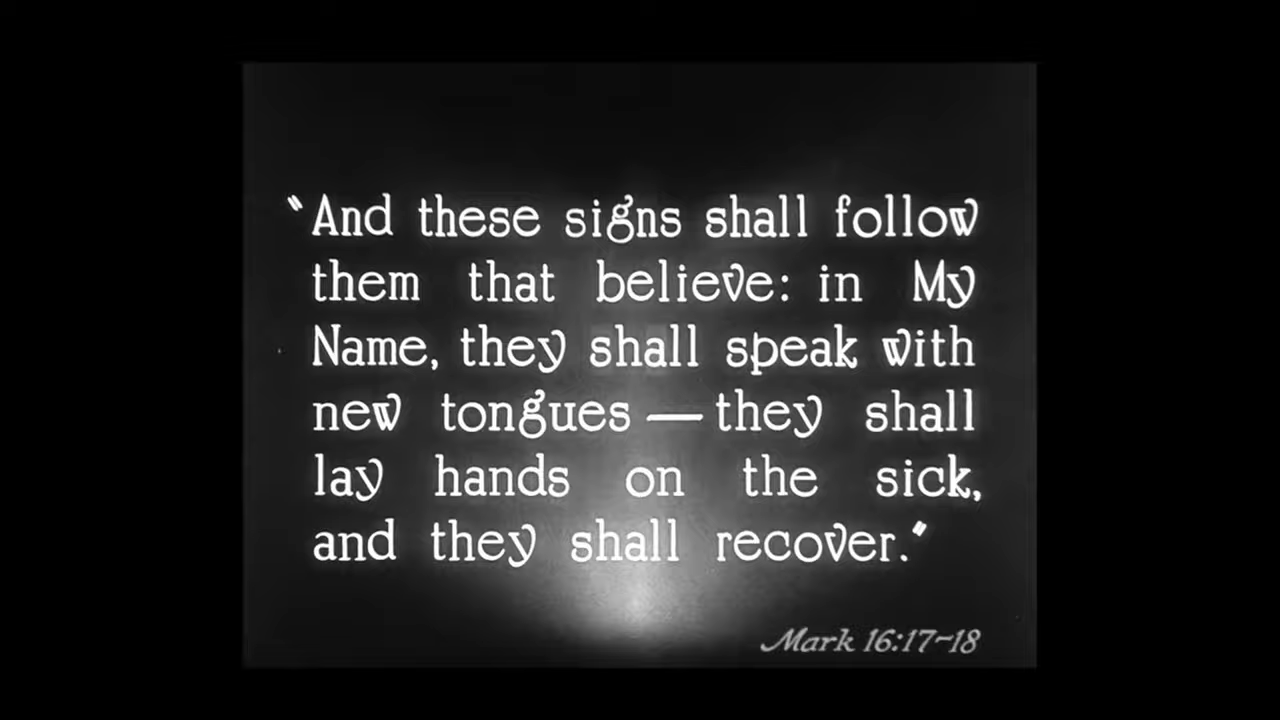 "And these signs shall follow
them that believe: in My
Name, they shall speak with
new tongues — they shall
lay hands on the sick,
and they shall recover."
Mark 16:17-18